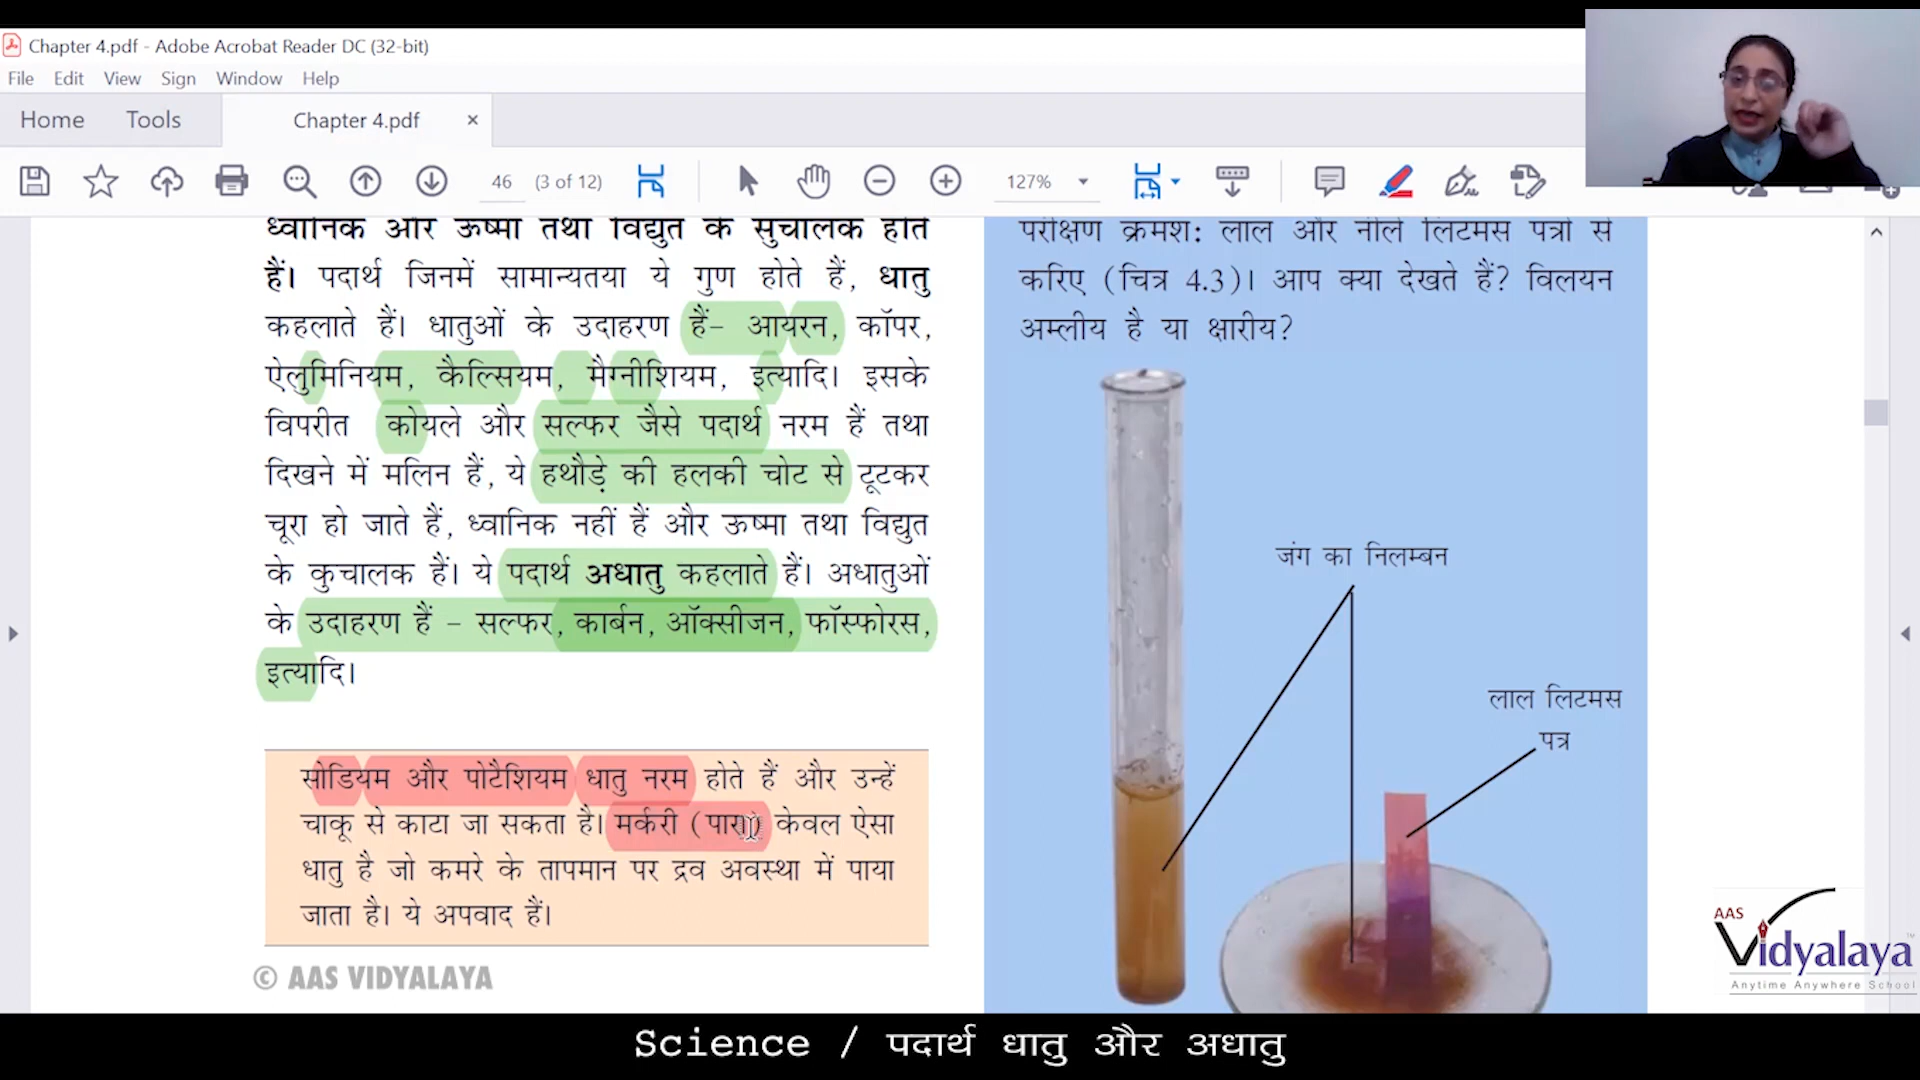 Chapter 4.pdf - Adobe Acrobat Reader DC (32-bit)
File Edit View Sign Window Help
Home Tools Chapter 4.pdf ×
46 (3 of 12) 127%
ध्वानिक और ऊष्मा तथा विद्युत के सुचालक होते
हैं। पदार्थ जिनमें सामान्यतया ये गुण होते हैं, धातु
कहलाते हैं। धातुओं के उदाहरण हैं– आयरन, कॉपर,
ऐलुमिनियम, कैल्सियम, मैग्नीशियम, इत्यादि। इसके
विपरीत कोयले और सल्फर जैसे पदार्थ नरम हैं तथा
दिखने में मलिन हैं, ये हथौड़े की हलकी चोट से टूटकर
चूरा हो जाते हैं, ध्वानिक नहीं हैं और ऊष्मा तथा विद्युत
के कुचालक हैं। ये पदार्थ अधातु कहलाते हैं। अधातुओं
के उदाहरण हैं – सल्फर, कार्बन, ऑक्सीजन, फॉस्फोरस,
इत्यादि।
सोडियम और पोटैशियम धातु नरम होते हैं और उन्हें
चाकू से काटा जा सकता है। मर्करी (पारा) केवल ऐसा
धातु है जो कमरे के तापमान पर द्रव अवस्था में पाया
जाता है। ये अपवाद हैं।
© AAS VIDYALAYA
परीक्षण क्रमश: लाल और नीले लिटमस पत्रों से
करिए (चित्र 4.3)। आप क्या देखते हैं? विलयन
अम्लीय है या क्षारीय?
जंग का निलम्बन
लाल लिटमस
पत्र
AAS
Vidyalaya
Anytime Anywhere School
Science / पदार्थ धातु और अधातु